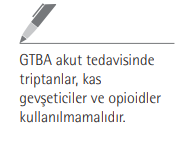 GTBA akut tedavisinde
triptanlar, kas
gevşeticiler ve opioidler
kullanılmamalıdır.